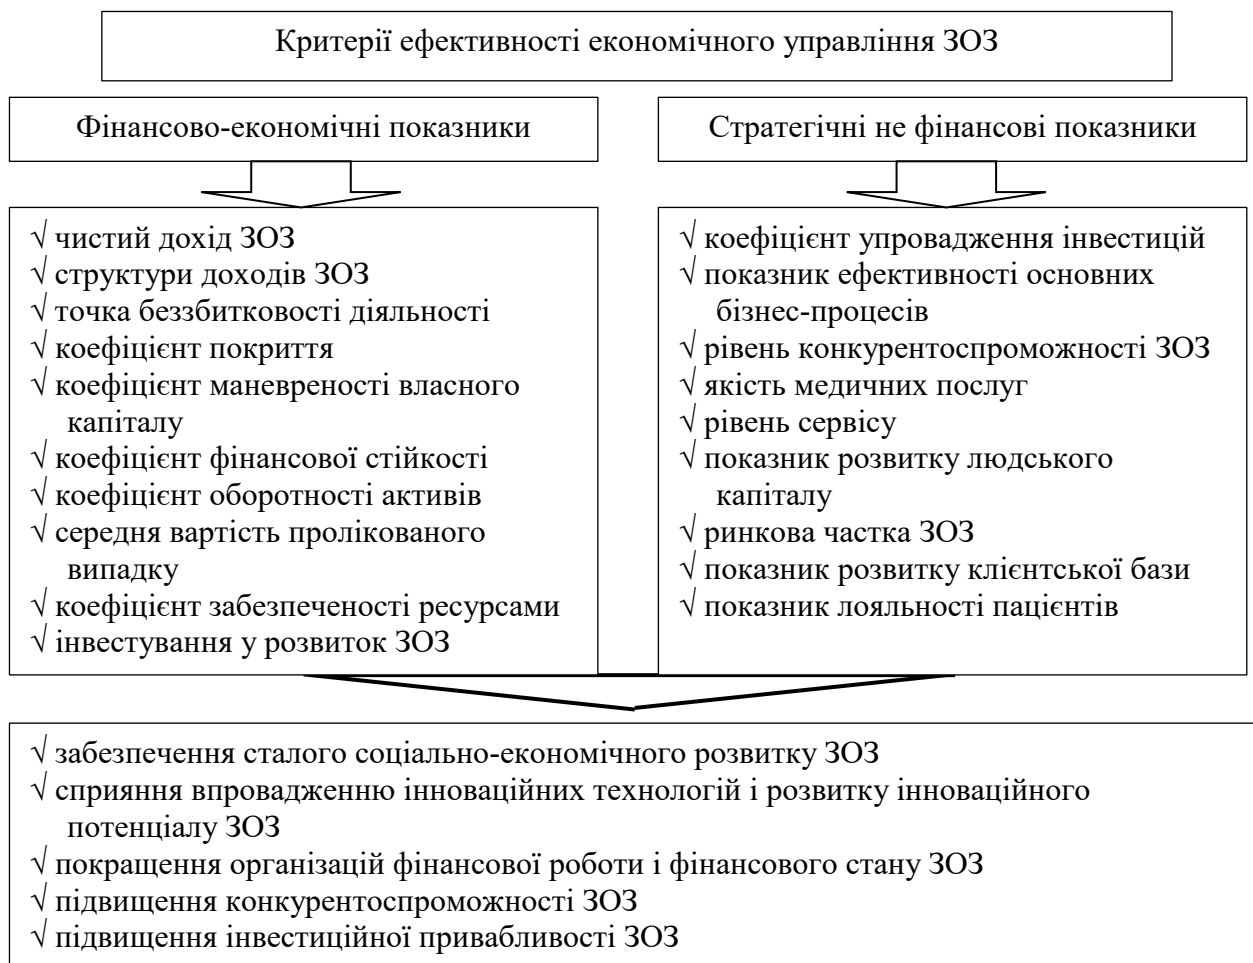 Критерії ефективності економічного управління ЗОЗ
Фінансово-економічні показники
Стратегічні не фінансові показники
√ чистий дохід ЗОЗ
√ структури доходів ЗОЗ
√ точка беззбитковості діяльності
√ коефіцієнт покриття
√ коефіцієнт маневреності власного
капіталу
√ коефіцієнт фінансової стійкості
√ коефіцієнт оборотності активів
√ середня вартість пролікованого
випадку
√ коефіцієнт забезпеченості ресурсами
√ інвестування у розвиток ЗОЗ
√ коефіцієнт упровадження інвестицій
√ показник ефективності основних
бізнес-процесів
√ рівень конкурентоспроможності ЗОЗ
√ якість медичних послуг
√ рівень сервісу
√ показник розвитку людського
капіталу
√ ринкова частка ЗОЗ
√ показник розвитку клієнтської бази
√ показник лояльності пацієнтів
√ забезпечення сталого соціально-економічного розвитку ЗОЗ
√ сприяння впровадженню інноваційних технологій і розвитку інноваційного
потенціалу ЗОЗ
√ покращення організацій фінансової роботи і фінансового стану ЗОЗ
√ підвищення конкурентоспроможності ЗОЗ
√ підвищення інвестиційної привабливості ЗОЗ